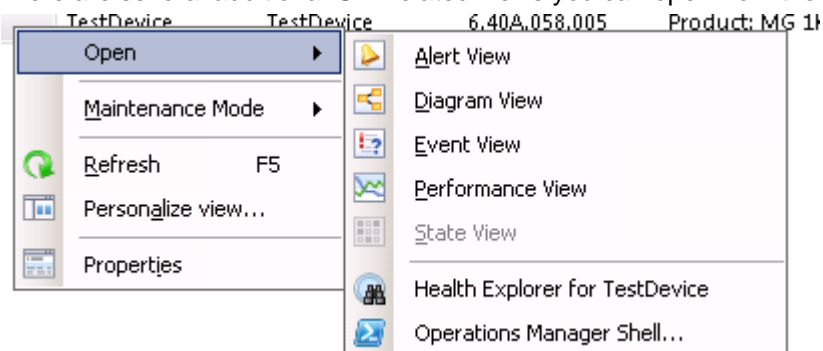 TestDevice TestDevice 6.40A.058.005 Product: MG 1
Open
Maintenance Mode
Refresh F5
Personalize view...
Properties
Alert View
Diagram View
Event View
Performance View
State View
Health Explorer for TestDevice
Operations Manager Shell...